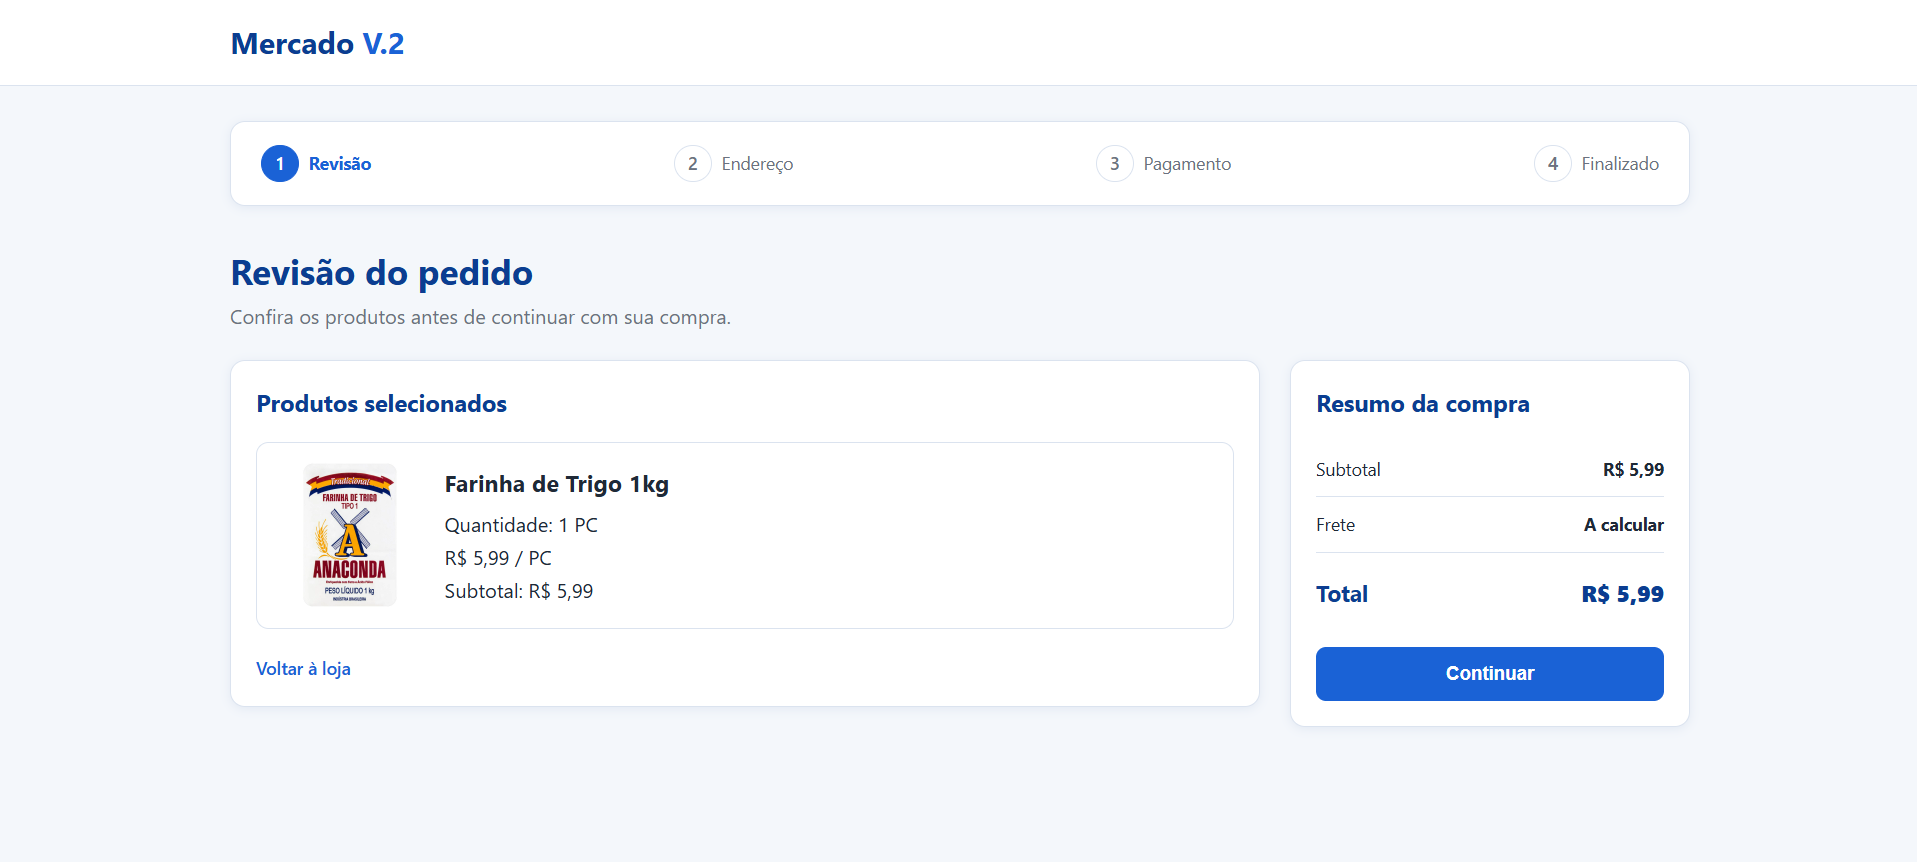 Mercado V.2
1 Revisão
2 Endereço
3 Pagamento
4 Finalizado
Revisão do pedido
Confira os produtos antes de continuar com sua compra.
Produtos selecionados
Tradicional
FARINHA DE TRIGO
TIPO 1
A
ANACONDA
PESO LÍQUIDO 1 kg
INDÚSTRIA BRASILEIRA
Farinha de Trigo 1kg
Quantidade: 1 PC
R$ 5,99 / PC
Subtotal: R$ 5,99
Voltar à loja
Resumo da compra
Subtotal R$ 5,99
Frete A calcular
Total R$ 5,99
Continuar